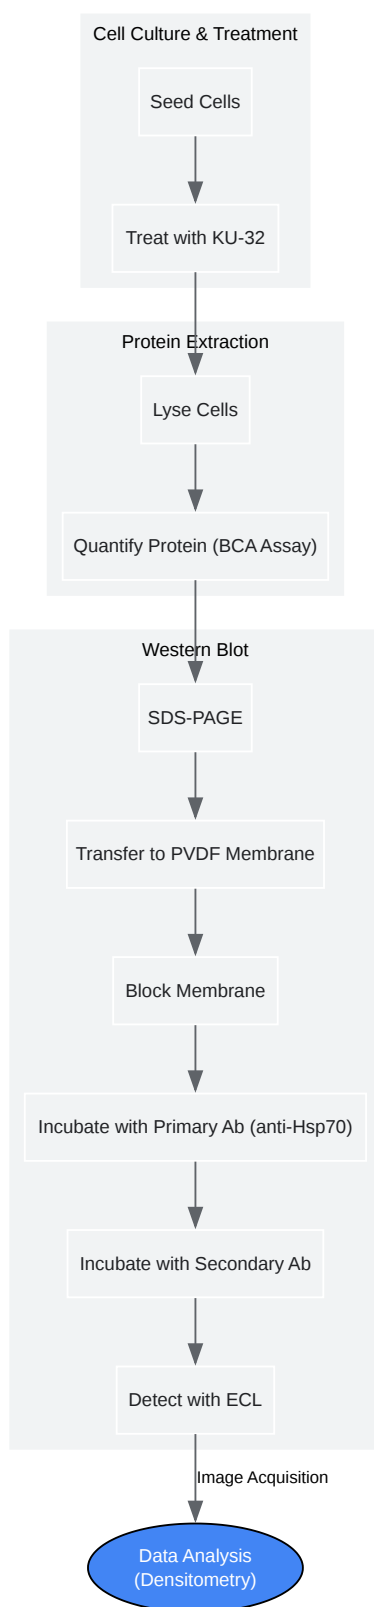 Cell Culture & Treatment
Seed Cells
Treat with KU-32
Protein Extraction
Lyse Cells
Quantify Protein (BCA Assay)
Western Blot
SDS-PAGE
Transfer to PVDF Membrane
Block Membrane
Incubate with Primary Ab (anti-Hsp70)
Incubate with Secondary Ab
Detect with ECL
Image Acquisition
Data Analysis
(Densitometry)